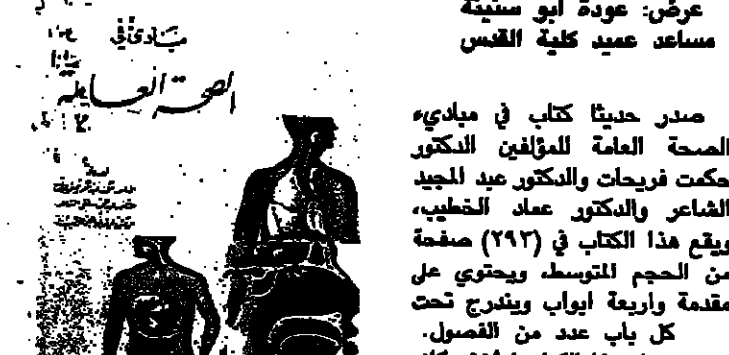 عرض: عودة ابو سنينة
مساعد عميد كلية القدس
صدر حديثا كتاب في مباديء
الصحة العامة للمؤلفين الدكتور
حكمت فريحات والدكتور عبد المجيد
الشاعر والدكتور عماد الخطيب،
ويقع هذا الكتاب في (٢٩٣) صفحة
من الحجم المتوسط، ويحتوي على
مقدمة واربعة ابواب ويندرج تحت
كل باب عدد من الفصول.
مبادئ في
الصحة العامة